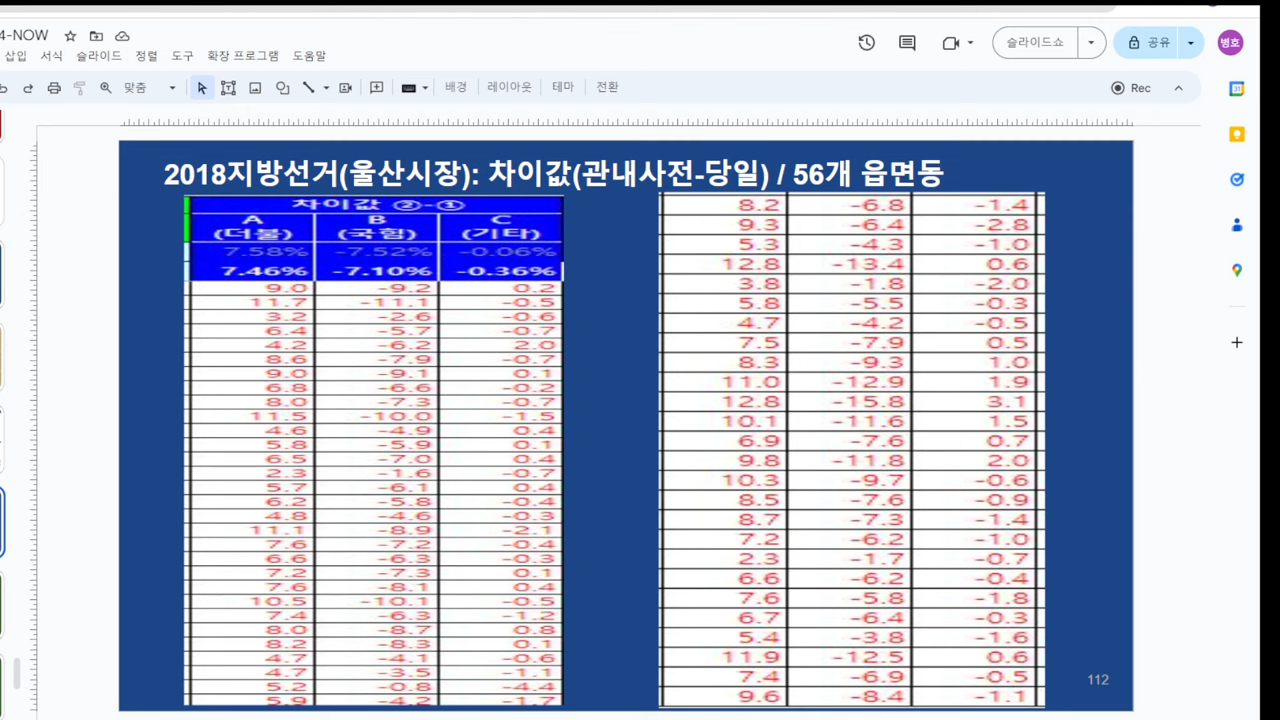 4-NOW
삽입 서식 슬라이드 정렬 도구 확장 프로그램 도움말
슬라이드쇼 공유 병호
맞춤 배경 레이아웃 테마 전환 Rec
31
2018지방선거(울산시장): 차이값(관내사전-당일) / 56개 읍면동
차이값 ②-①
A B C
(더불) (국힘) (기타)
7.58% -7.52% -0.06%
7.46% -7.10% -0.36%
9.0 -9.2 0.2
11.7 -11.1 -0.5
3.2 -2.6 -0.6
6.4 -5.7 -0.7
4.2 -6.2 2.0
8.6 -7.9 -0.7
9.0 -9.1 0.1
6.8 -6.6 -0.2
8.0 -7.3 -0.7
11.5 -10.0 -1.5
4.6 -4.9 0.4
5.8 -5.9 0.1
6.5 -7.0 0.4
2.3 -1.6 -0.7
5.7 -6.1 0.4
6.2 -5.8 -0.4
4.8 -4.6 -0.3
11.1 -8.9 -2.1
7.6 -7.2 -0.4
6.6 -6.3 -0.3
7.2 -7.3 0.1
7.6 -8.1 0.4
10.5 -10.1 -0.5
7.4 -6.3 -1.2
8.0 -8.7 0.8
8.2 -8.3 0.1
4.7 -4.1 -0.6
4.7 -3.5 -1.1
5.2 -0.8 -4.4
5.9 -4.2 -1.7
8.2 -6.8 -1.4
9.3 -6.4 -2.8
5.3 -4.3 -1.0
12.8 -13.4 0.6
3.8 -1.8 -2.0
5.8 -5.5 -0.3
4.7 -4.2 -0.5
7.5 -7.9 0.5
8.3 -9.3 1.0
11.0 -12.9 1.9
12.8 -15.8 3.1
10.1 -11.6 1.5
6.9 -7.6 0.7
9.8 -11.8 2.0
10.3 -9.7 -0.6
8.5 -7.6 -0.9
8.7 -7.3 -1.4
7.2 -6.2 -1.0
2.3 -1.7 -0.7
6.6 -6.2 -0.4
7.6 -5.8 -1.8
6.7 -6.4 -0.3
5.4 -3.8 -1.6
11.9 -12.5 0.6
7.4 -6.9 -0.5
9.6 -8.4 -1.1
112